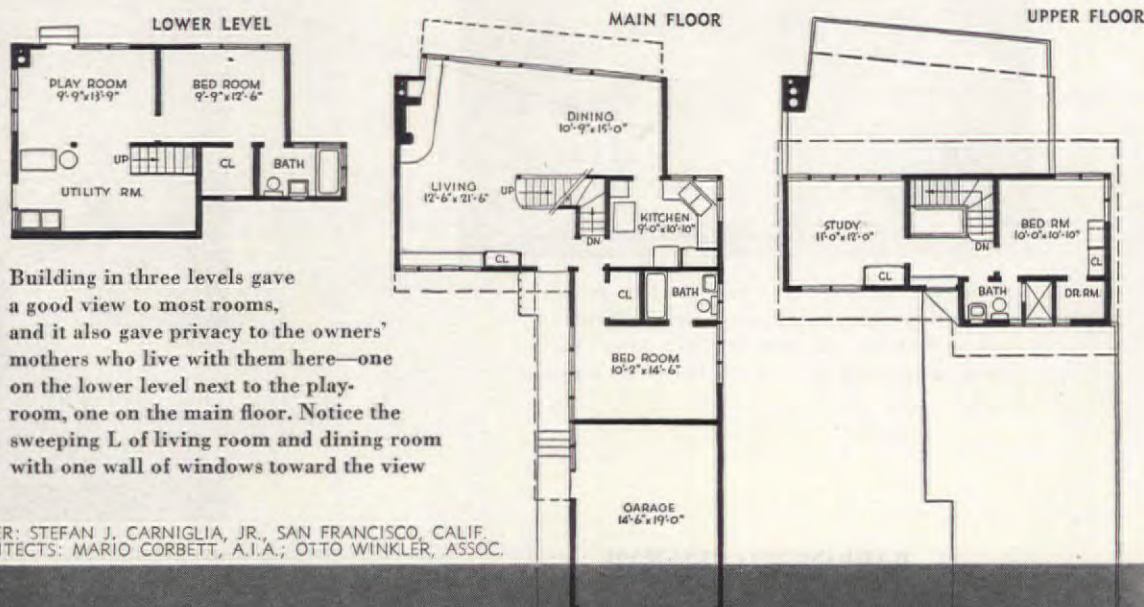 LOWER LEVEL
PLAY ROOM
9'-9"x13'-9"
BED ROOM
9'-9"x12'-6"
UP
CL
BATH
UTILITY RM.
MAIN FLOOR
DINING
10'-9"x15'-0"
LIVING
12'-6"x21'-6"
UP
DN
KITCHEN
9'-0"x10'-10"
CL
CL
BATH
BED ROOM
10'-2"x14'-6"
GARAGE
14'-6"x19'-0"
UPPER FLOOR
STUDY
11'-0"x12'-0"
DN
BED RM
10'-0"x10'-10"
CL
CL
BATH
DR. RM.
Building in three levels gave
a good view to most rooms,
and it also gave privacy to the owners'
mothers who live with them here—one
on the lower level next to the play-
room, one on the main floor. Notice the
sweeping L of living room and dining room
with one wall of windows toward the view
ER: STEFAN J. CARNIGLIA, JR., SAN FRANCISCO, CALIF.
ITECTS: MARIO CORBETT, A.I.A.; OTTO WINKLER, ASSOC.